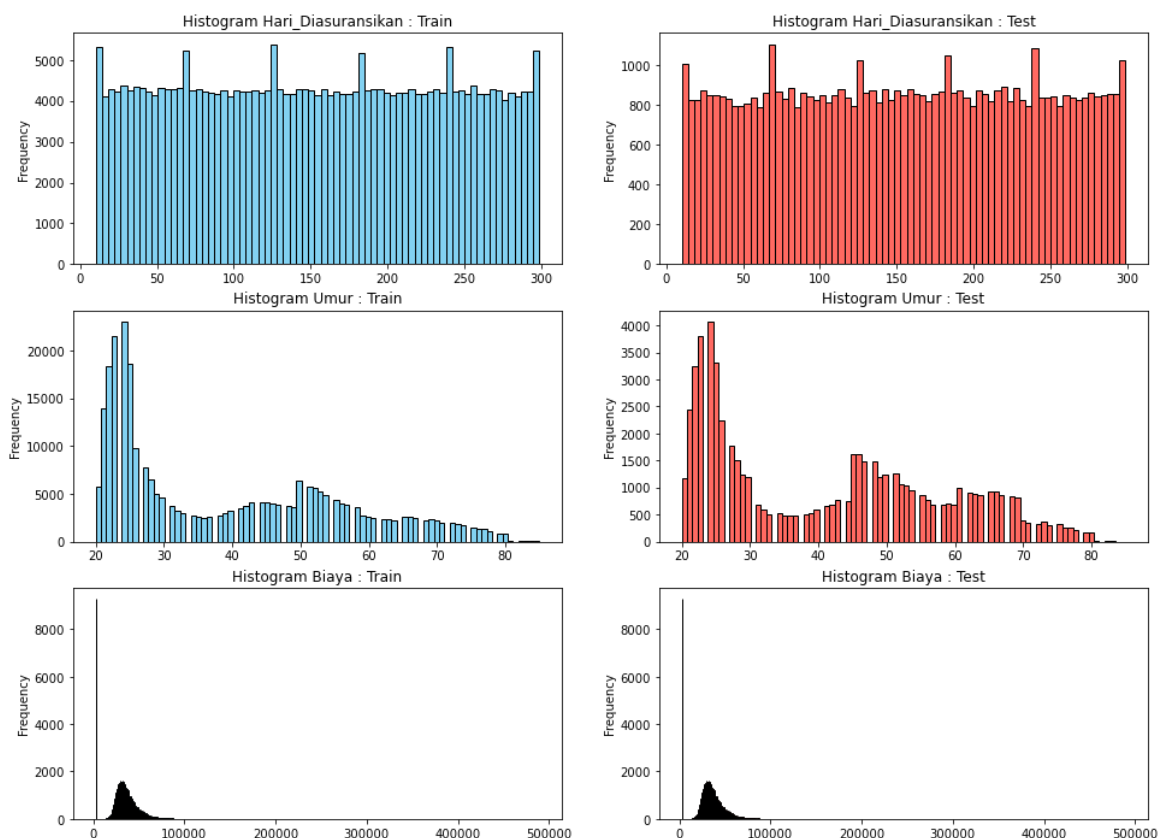 Histogram Hari_Diasuransikan : Train
Frequency
5000
4000
3000
2000
1000
0
0 50 100 150 200 250 300
Histogram Hari_Diasuransikan : Test
Frequency
1000
800
600
400
200
0
0 50 100 150 200 250 300
Histogram Umur : Train
Frequency
20000
15000
10000
5000
0
20 30 40 50 60 70 80
Histogram Umur : Test
Frequency
4000
3500
3000
2500
2000
1500
1000
500
0
20 30 40 50 60 70 80
Histogram Biaya : Train
Frequency
8000
6000
4000
2000
0
0 100000 200000 300000 400000 500000
Histogram Biaya : Test
Frequency
8000
6000
4000
2000
0
0 100000 200000 300000 400000 500000